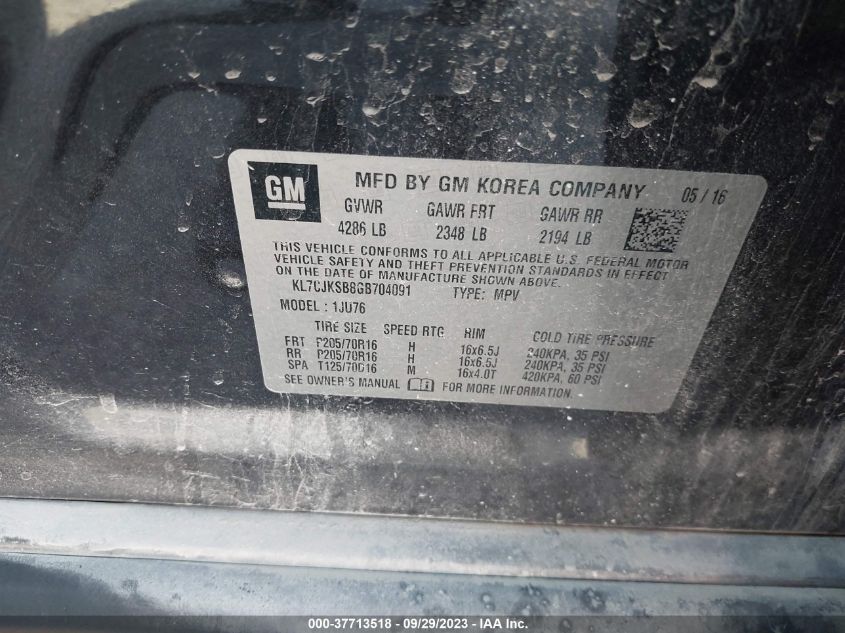 GM MFD BY GM KOREA COMPANY 05 / 16
GVWR GAWR FRT GAWR RR
4286 LB 2348 LB 2194 LB
THIS VEHICLE CONFORMS TO ALL APPLICABLE U.S. FEDERAL MOTOR
VEHICLE SAFETY AND THEFT PREVENTION STANDARDS IN EFFECT
ON THE DATE OF MANUFACTURE SHOWN ABOVE.
KL7CJKSB8GB704091 TYPE: MPV
MODEL: 1JU76
TIRE SIZE SPEED RTG RIM COLD TIRE PRESSURE
FRT P205/70R16 H 16x6.5J 240KPA, 35 PSI
RR P205/70R16 H 16x6.5J 240KPA, 35 PSI
SPA T125/70D16 M 16x4.0T 420KPA, 60 PSI
SEE OWNER'S MANUAL FOR MORE INFORMATION.
000-37713518 - 09/29/2023 - IAA Inc.